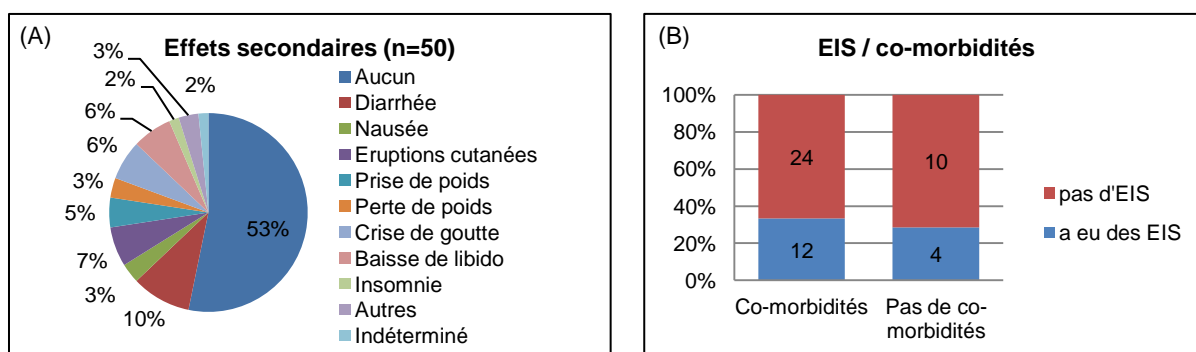 (A)
Effets secondaires (n=50)
3%
2%
2%
6%
6%
3%
5%
7%
3%
10%
53%
Aucun
Diarrhée
Nausée
Eruptions cutanées
Prise de poids
Perte de poids
Crise de goutte
Baisse de libido
Insomnie
Autres
Indéterminé
(B)
EIS / co-morbidités
100%
80%
60%
40%
20%
0%
24
10
12
4
Co-morbidités
Pas de co-
morbidités
pas d'EIS
a eu des EIS